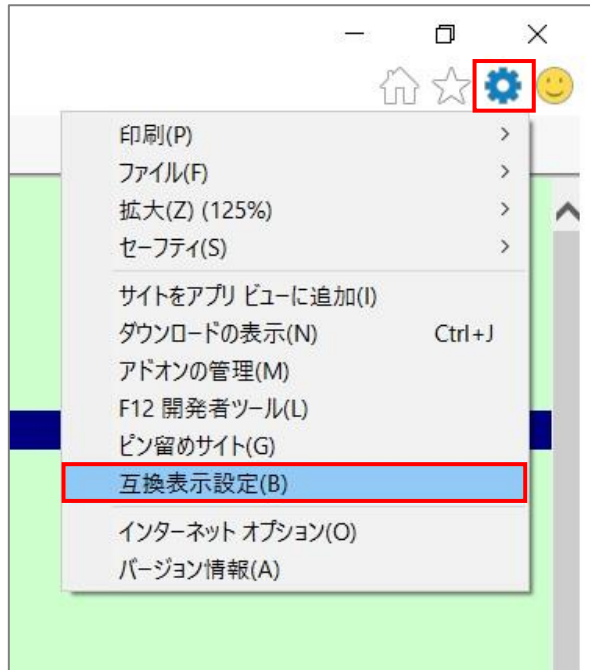 印刷(P)
ファイル(F)
拡大(Z) (125%)
セーフティ(S)
サイトをアプリ ビューに追加(I)
ダウンロードの表示(N) Ctrl+J
アドオンの管理(M)
F12 開発者ツール(L)
ピン留めサイト(G)
互換表示設定(B)
インターネット オプション(O)
バージョン情報(A)